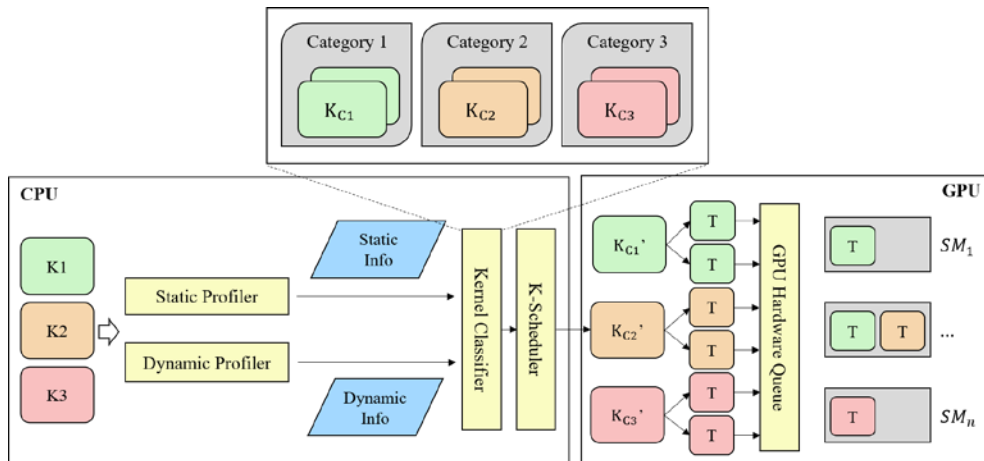 Category 1
Category 2
Category 3
K_C1
K_C2
K_C3
CPU
K1
K2
K3
Static Profiler
Dynamic Profiler
Static
Info
Dynamic
Info
Kernel Classifier
K-Scheduler
GPU
K_C1’
K_C2’
K_C3’
T
T
T
T
T
T
GPU Hardware
Queue
T
SM_1
T
T
...
T
SM_n